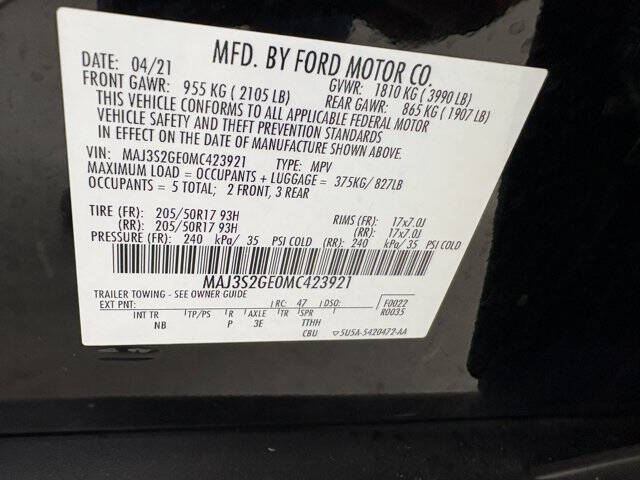 MFD. BY FORD MOTOR CO.
DATE: 04/21 GVWR: 1810 KG ( 3990 LB)
FRONT GAWR: 955 KG ( 2105 LB) REAR GAWR: 865 KG ( 1907 LB)
THIS VEHICLE CONFORMS TO ALL APPLICABLE FEDERAL MOTOR
VEHICLE SAFETY AND THEFT PREVENTION STANDARDS
IN EFFECT ON THE DATE OF MANUFACTURE SHOWN ABOVE.
VIN: MAJ3S2GE0MC423921 TYPE: MPV
MAXIMUM LOAD = OCCUPANTS + LUGGAGE = 375KG/ 827LB
OCCUPANTS = 5 TOTAL; 2 FRONT, 3 REAR
TIRE (FR): 205/50R17 93H RIMS (FR): 17x7.0J
(RR): 205/50R17 93H (RR): 17x7.0J
PRESSURE (FR): 240 kPa/ 35 PSI COLD (RR): 240 kPa/ 35 PSI COLD
MAJ3S2GE0MC423921
TRAILER TOWING - SEE OWNER GUIDE
EXT PNT: RC: 47 DSO: F0022
R0035
INT TR TP/PS R AXLE TR SPR
NB P 3E TTHH
CBU 5U5A-5420472-AA